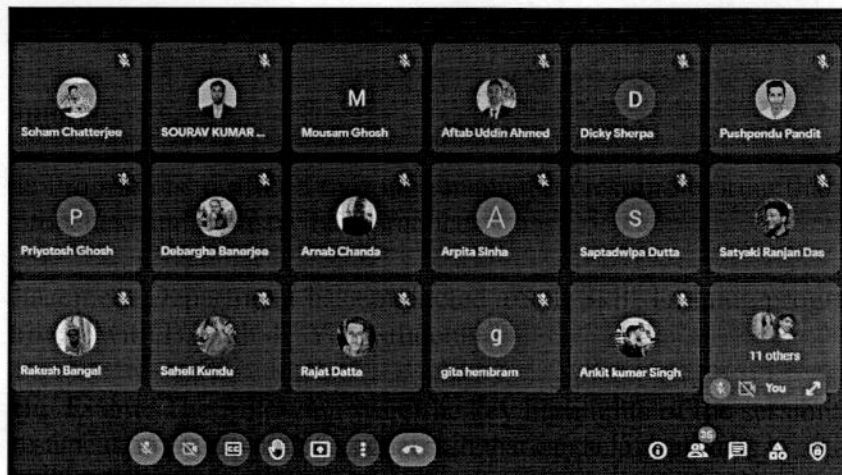 Soham Chatterjee
SOURAV KUMAR ...
M
Mousam Ghosh
Aftab Uddin Ahmed
D
Dicky Sherpa
Pushpendu Pandit
P
Priyotosh Ghosh
Debargha Banerjee
Arnab Chanda
A
Arpita Sinha
S
Saptadwipa Dutta
Satyaki Ranjan Das
Rakesh Bangal
Saheli Kundu
Rajat Datta
g
gita hembram
Ankit kumar Singh
11 others
You
CC